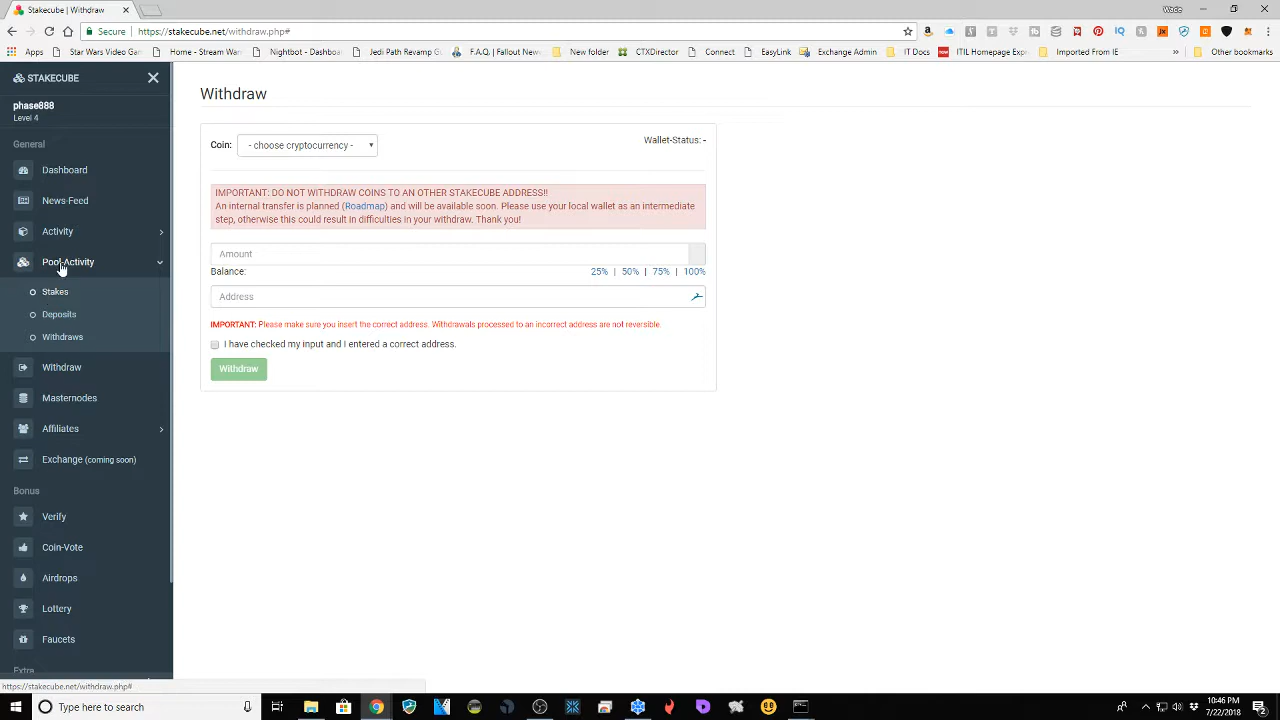 Stakecube | Withdraw
Wade
Secure | https://stakecube.net/withdraw.php#
Apps
Star Wars Video Gam
Home - Stream Ware
Nightbot - Dashboa
Jedi Path Revamp C
F.A.Q. | Fallout New
New folder
CTXDirector
Connect
EasyLink
Exchange Admin
IT Docs
ITIL Homepage Exp
Imported From IE
»
Other bookmarks
STAKECUBE
phase888
Level 4
General
Dashboard
News-Feed
Activity
Pool-Activity
Stakes
Deposits
Withdraws
Withdraw
Masternodes
Affiliates
Exchange (coming soon)
Bonus
Verify
Coin-Vote
Airdrops
Lottery
Faucets
Extra
Withdraw
Coin: - choose cryptocurrency -
Wallet-Status: -
IMPORTANT: DO NOT WITHDRAW COINS TO AN OTHER STAKECUBE ADDRESS!!
An internal transfer is planned (Roadmap) and will be available soon. Please use your local wallet as an intermediate
step, otherwise this could result in difficulties in your withdraw. Thank you!
Amount
Balance: 25% | 50% | 75% | 100%
Address
IMPORTANT: Please make sure you insert the correct address. Withdrawals processed to an incorrect address are not reversible.
I have checked my input and I entered a correct address.
Withdraw
https://stakecube.net/withdraw.php#
Type here to search
10:46 PM
7/22/2018